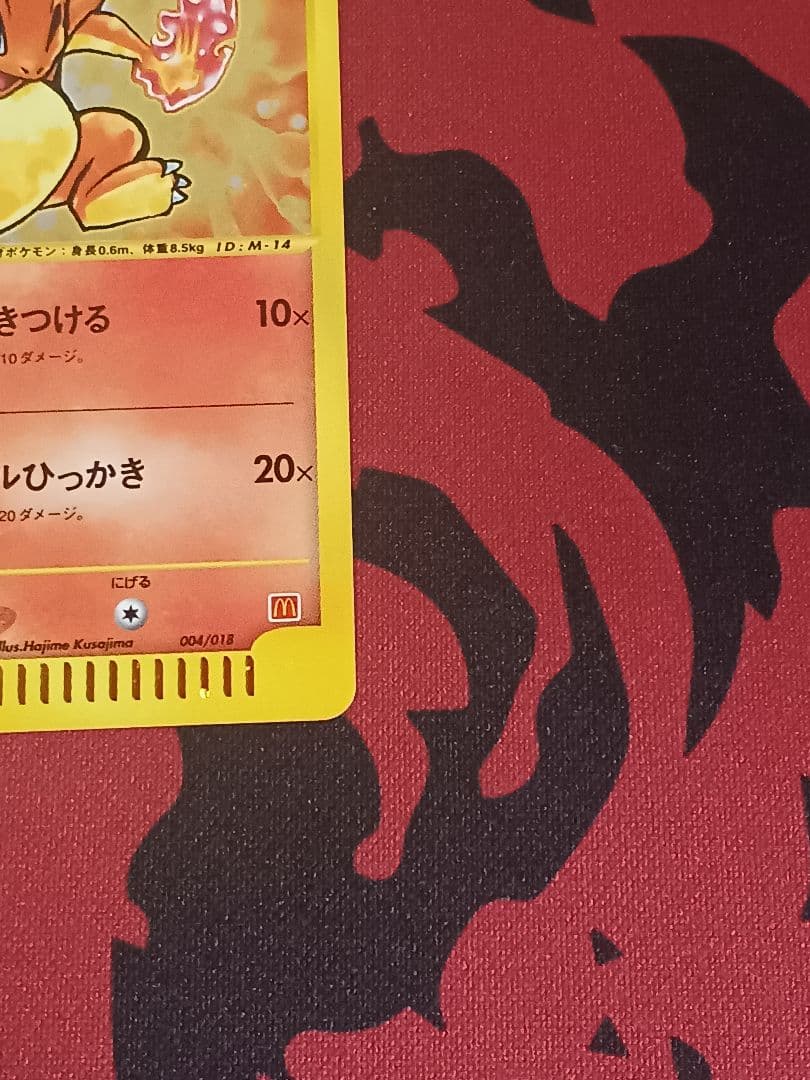 ポケモン：身長0.6m、体重8.5kg ID:M-14
きつける 10×
10ダメージ。
ルひっかき 20×
20ダメージ。
にげる
Illus.Hajime Kusajima 004/018